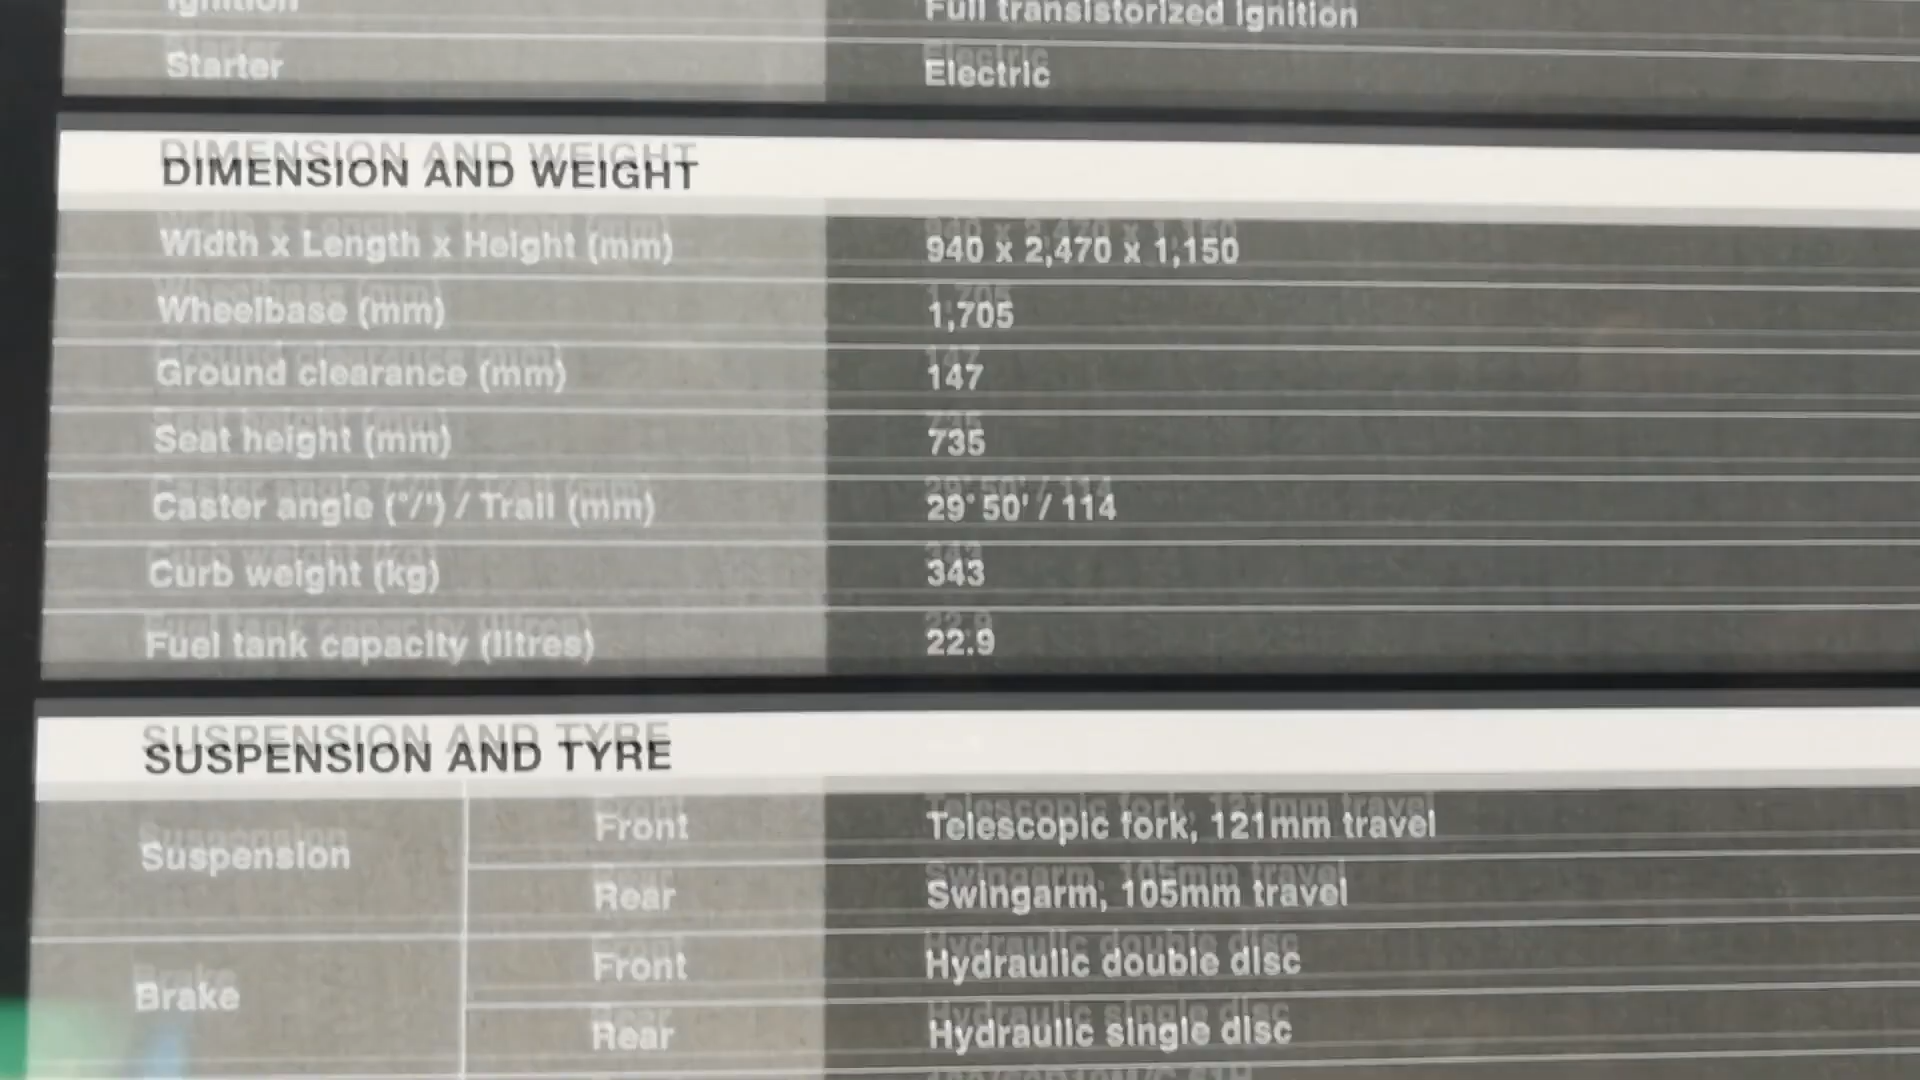 Ignition Full transistorized ignition
Starter Electric
DIMENSION AND WEIGHT
Width x Length x Height (mm) 940 x 2,470 x 1,150
Wheelbase (mm) 1,705
Ground clearance (mm) 147
Seat height (mm) 735
Caster angle (°/') / Trail (mm) 29° 50' / 114
Curb weight (kg) 343
Fuel tank capacity (litres) 22.9
SUSPENSION AND TYRE
Suspension
Front Telescopic fork, 121mm travel
Rear Swingarm, 105mm travel
Brake
Front Hydraulic double disc
Rear Hydraulic single disc